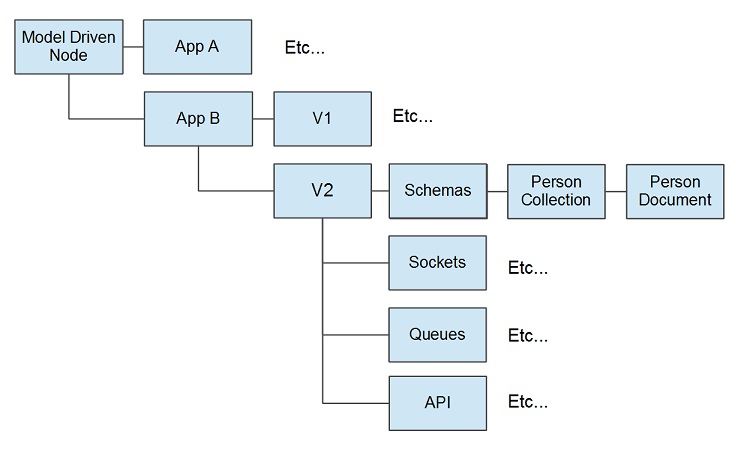 Model Driven
Node
App A
Etc...
App B
V1
Etc...
V2
Schemas
Person
Collection
Person
Document
Sockets
Etc...
Queues
Etc...
API
Etc...